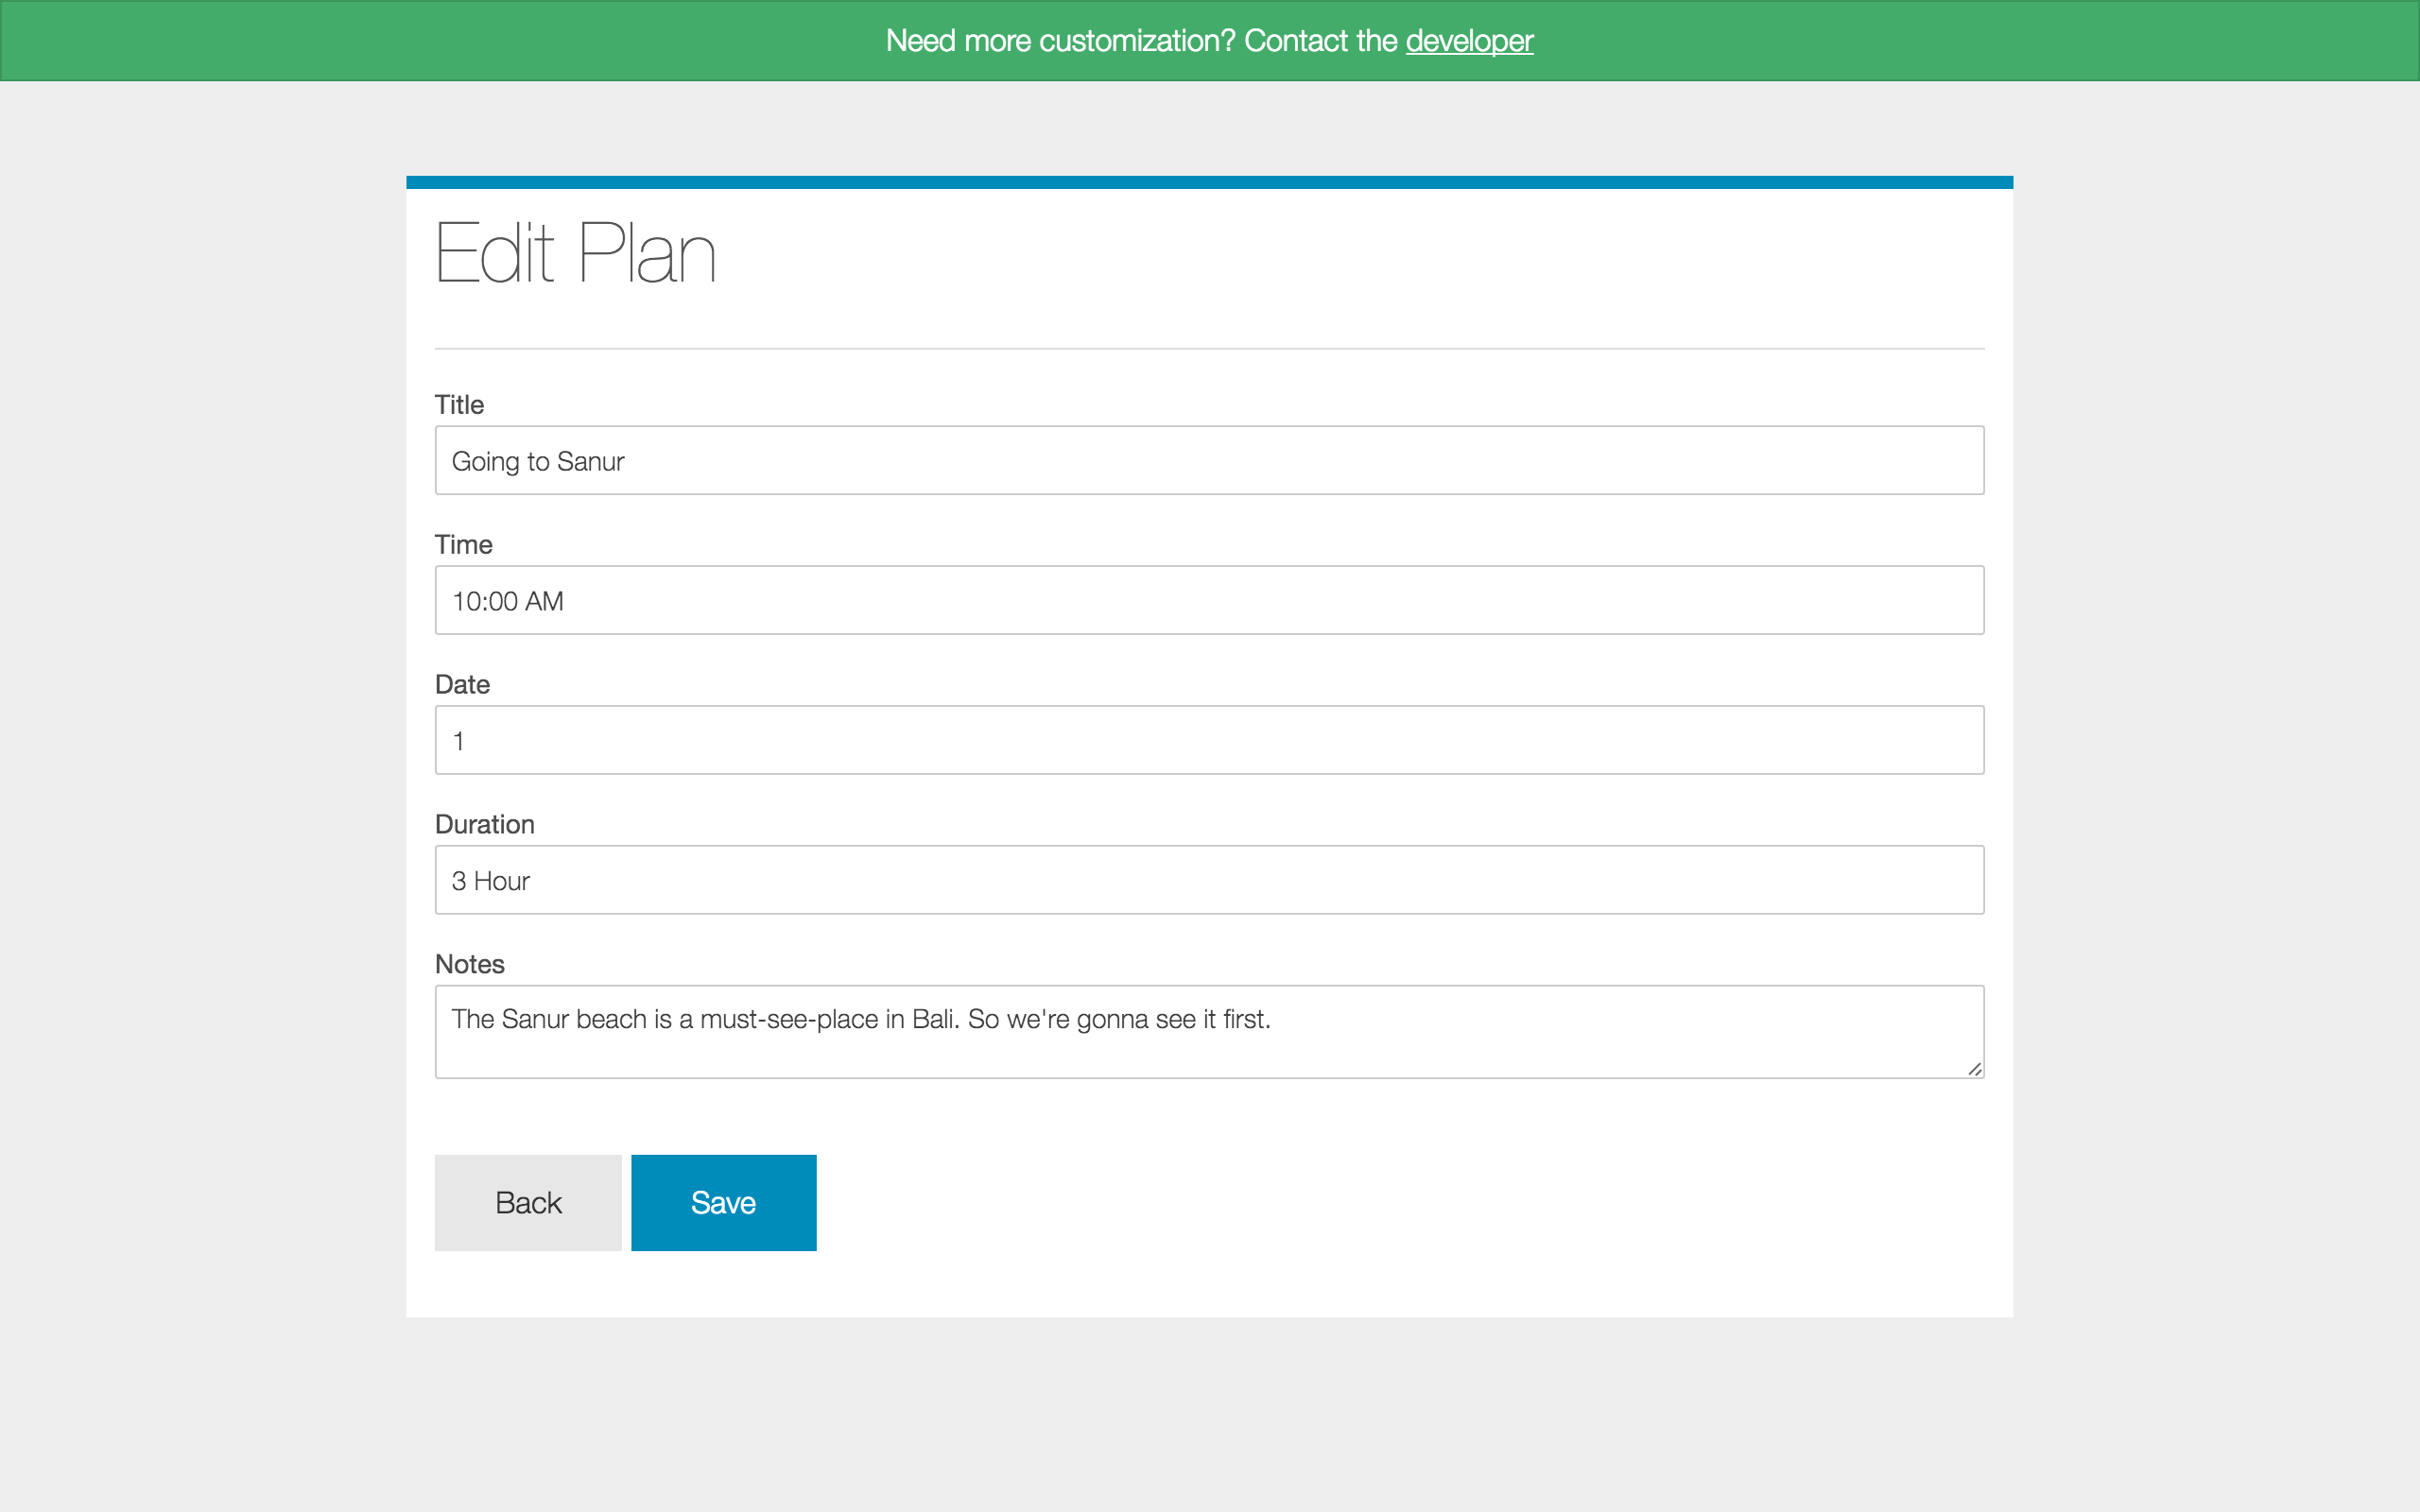 Need more customization? Contact the developer
Edit Plan
Title
Going to Sanur
Time
10:00 AM
Date
1
Duration
3 Hour
Notes
The Sanur beach is a must-see-place in Bali. So we're gonna see it first.
Back Save